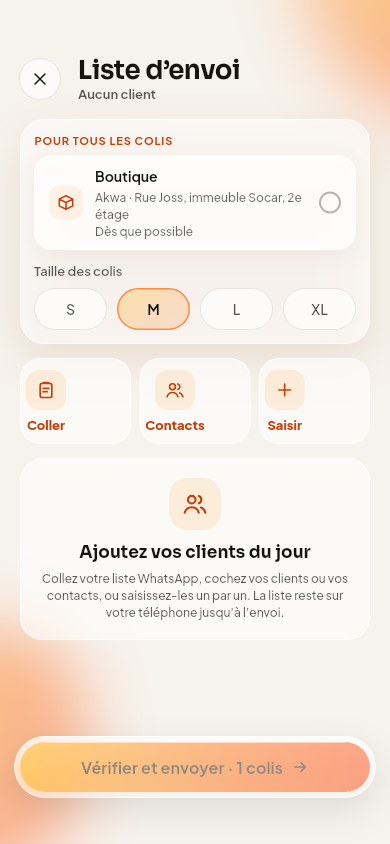 Liste d’envoi
Aucun client
POUR TOUS LES COLIS
Boutique
Akwa · Rue Joss, immeuble Socar, 2e
étage
Dès que possible
Taille des colis
S M L XL
Coller Contacts Saisir
Ajoutez vos clients du jour
Collez votre liste WhatsApp, cochez vos clients ou vos
contacts, ou saisissez-les un par un. La liste reste sur
votre téléphone jusqu’à l’envoi.
Vérifier et envoyer · 1 colis →